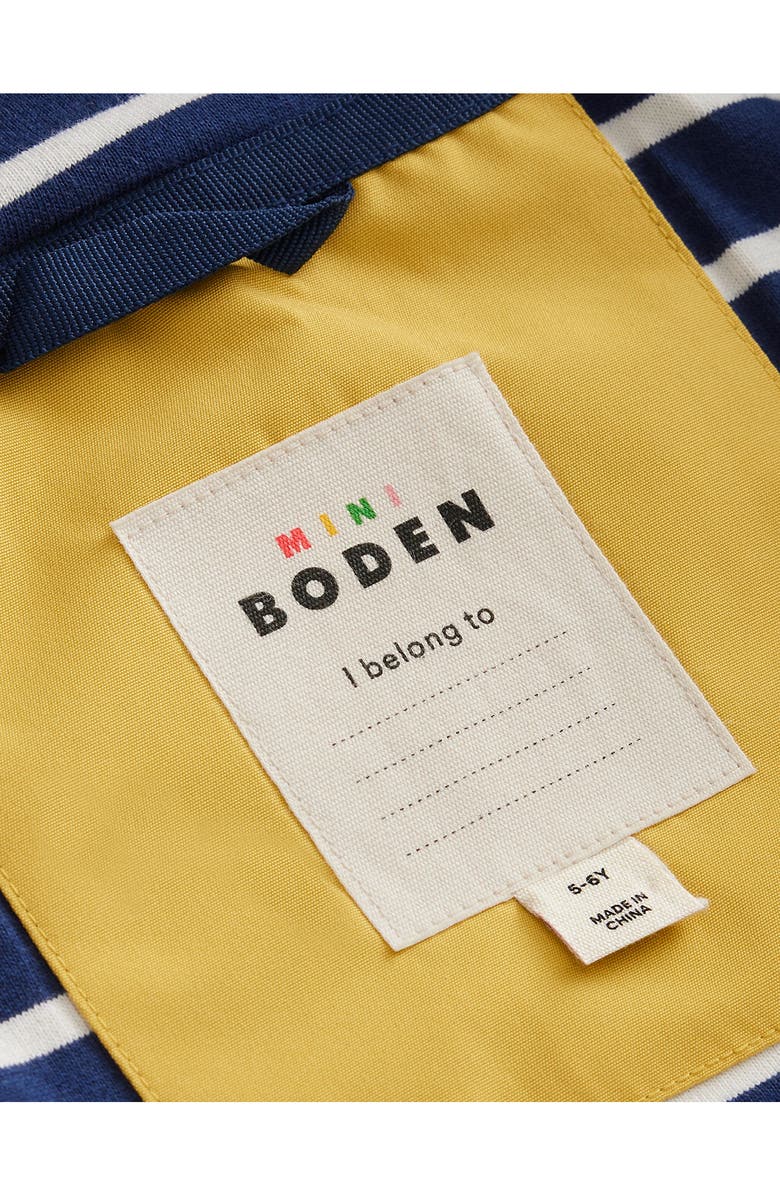 MINI
BODEN
I belong to
5-6Y
MADE IN
CHINA